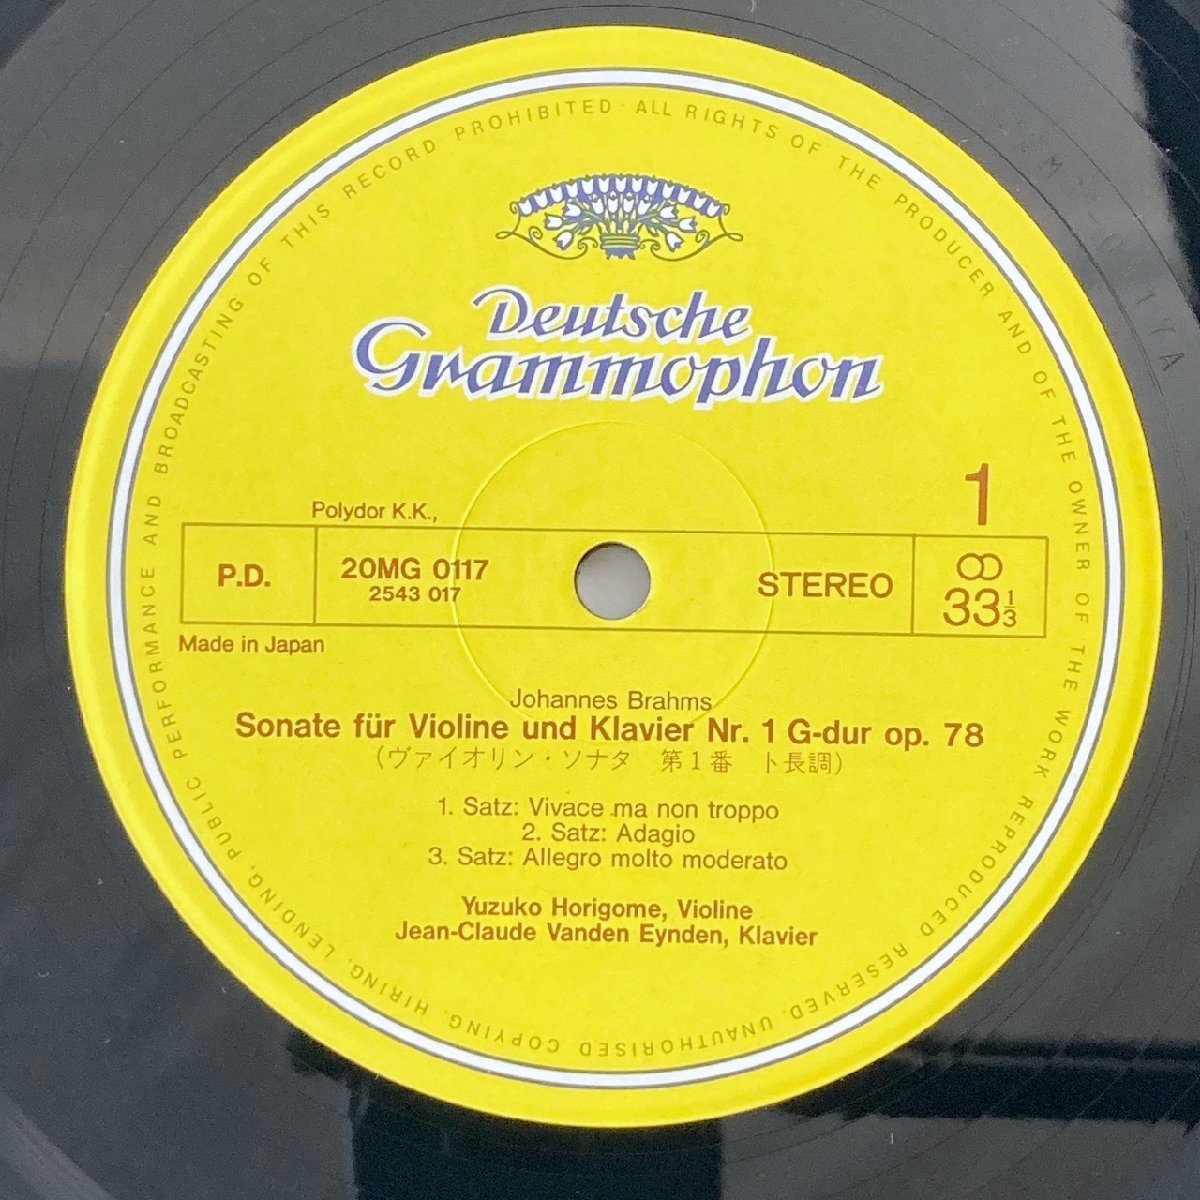 ALL RIGHTS OF THE PRODUCER AND OF THE OWNER OF THE WORK REPRODUCED RESERVED. UNAUTHORISED COPYING, HIRING, LENDING, PUBLIC PERFORMANCE AND BROADCASTING OF THIS RECORD PROHIBITED ·
Deutsche
Grammophon
1
Polydor K.K.,
P.D.
20MG 0117
2543 017
STEREO
33 1/3
Made in Japan
Johannes Brahms
Sonate für Violine und Klavier Nr. 1 G-dur op. 78
(ヴァイオリン・ソナタ 第1番 ト長調)
1. Satz: Vivace ma non troppo
2. Satz: Adagio
3. Satz: Allegro molto moderato
Yuzuko Horigome, Violine
Jean-Claude Vanden Eynden, Klavier